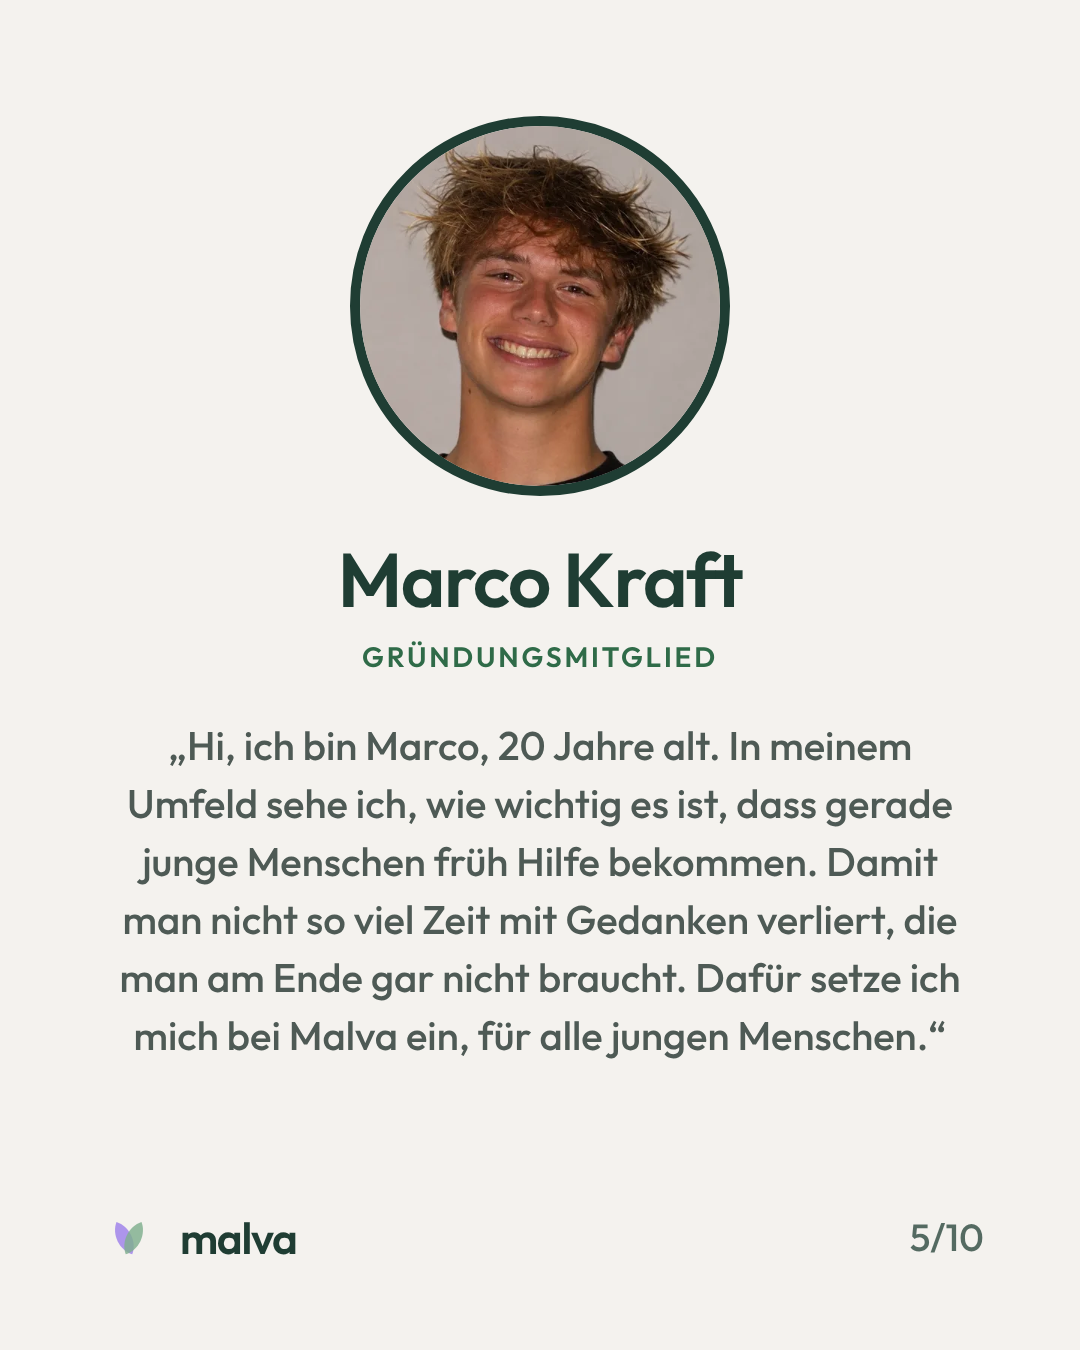 Marco Kraft
GRÜNDUNGSMITGLIED
„Hi, ich bin Marco, 20 Jahre alt. In meinem
Umfeld sehe ich, wie wichtig es ist, dass gerade
junge Menschen früh Hilfe bekommen. Damit
man nicht so viel Zeit mit Gedanken verliert, die
man am Ende gar nicht braucht. Dafür setze ich
mich bei Malva ein, für alle jungen Menschen.“
malva
5/10